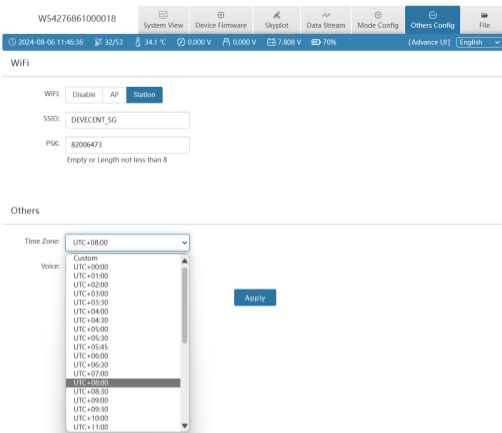 W54276861000018
System View
Device Firmware
Skyplot
Data Stream
Mode Config
Others Config
File
2024-08-06 11:46:36 32/53 34.1 °C 0.000 V 0.000 V 7.808 V 70% [Advance UI] English
WiFi
WiFi: Disable AP Station
SSID: DEVECENT_5G
PSK: 82006473
Empty or Length not less than 8
Others
Time Zone: UTC+08:00
Voice:
Custom
UTC+00:00
UTC+01:00
UTC+02:00
UTC+03:00
UTC+03:30
UTC+04:00
UTC+04:30
UTC+05:00
UTC+05:30
UTC+05:45
UTC+06:00
UTC+06:30
UTC+07:00
UTC+08:00
UTC+08:30
UTC+09:00
UTC+09:30
UTC+10:00
UTC+11:00
Apply